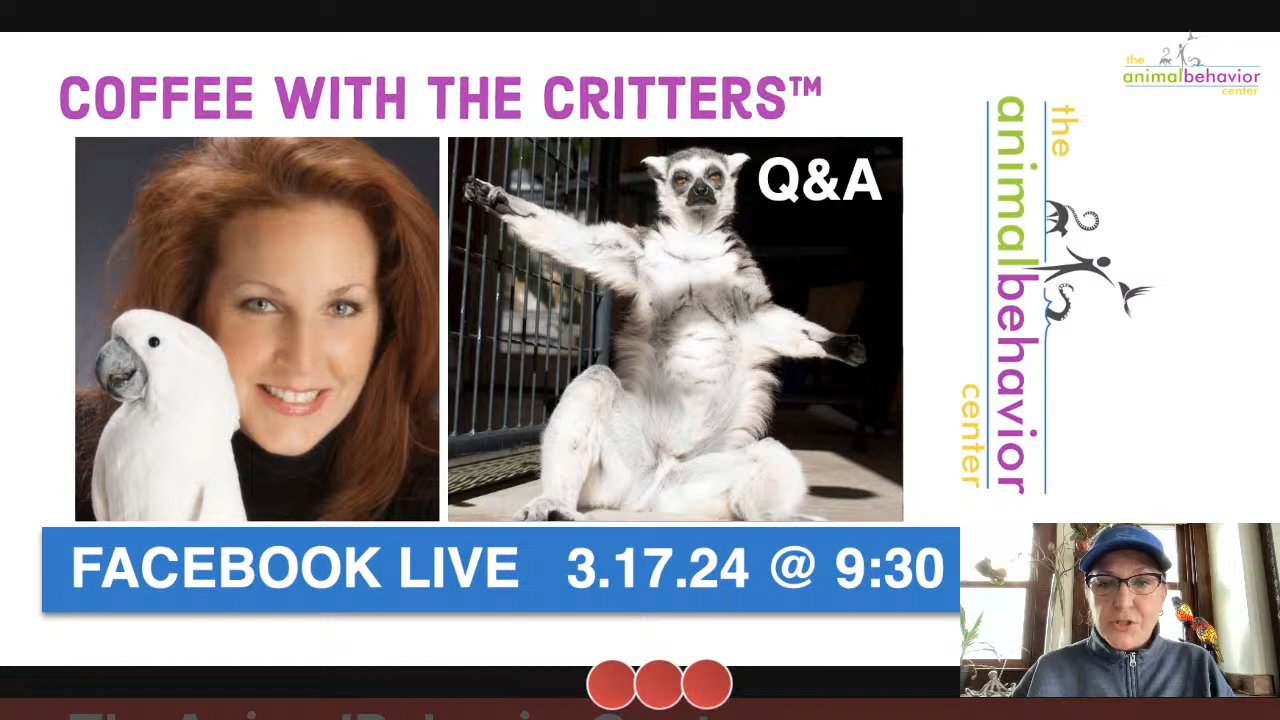 COFFEE WITH THE CRITTERS™
Q&A
the
animalbehavior
center
the
animalbehavior
center
FACEBOOK LIVE 3.17.24 @ 9:30